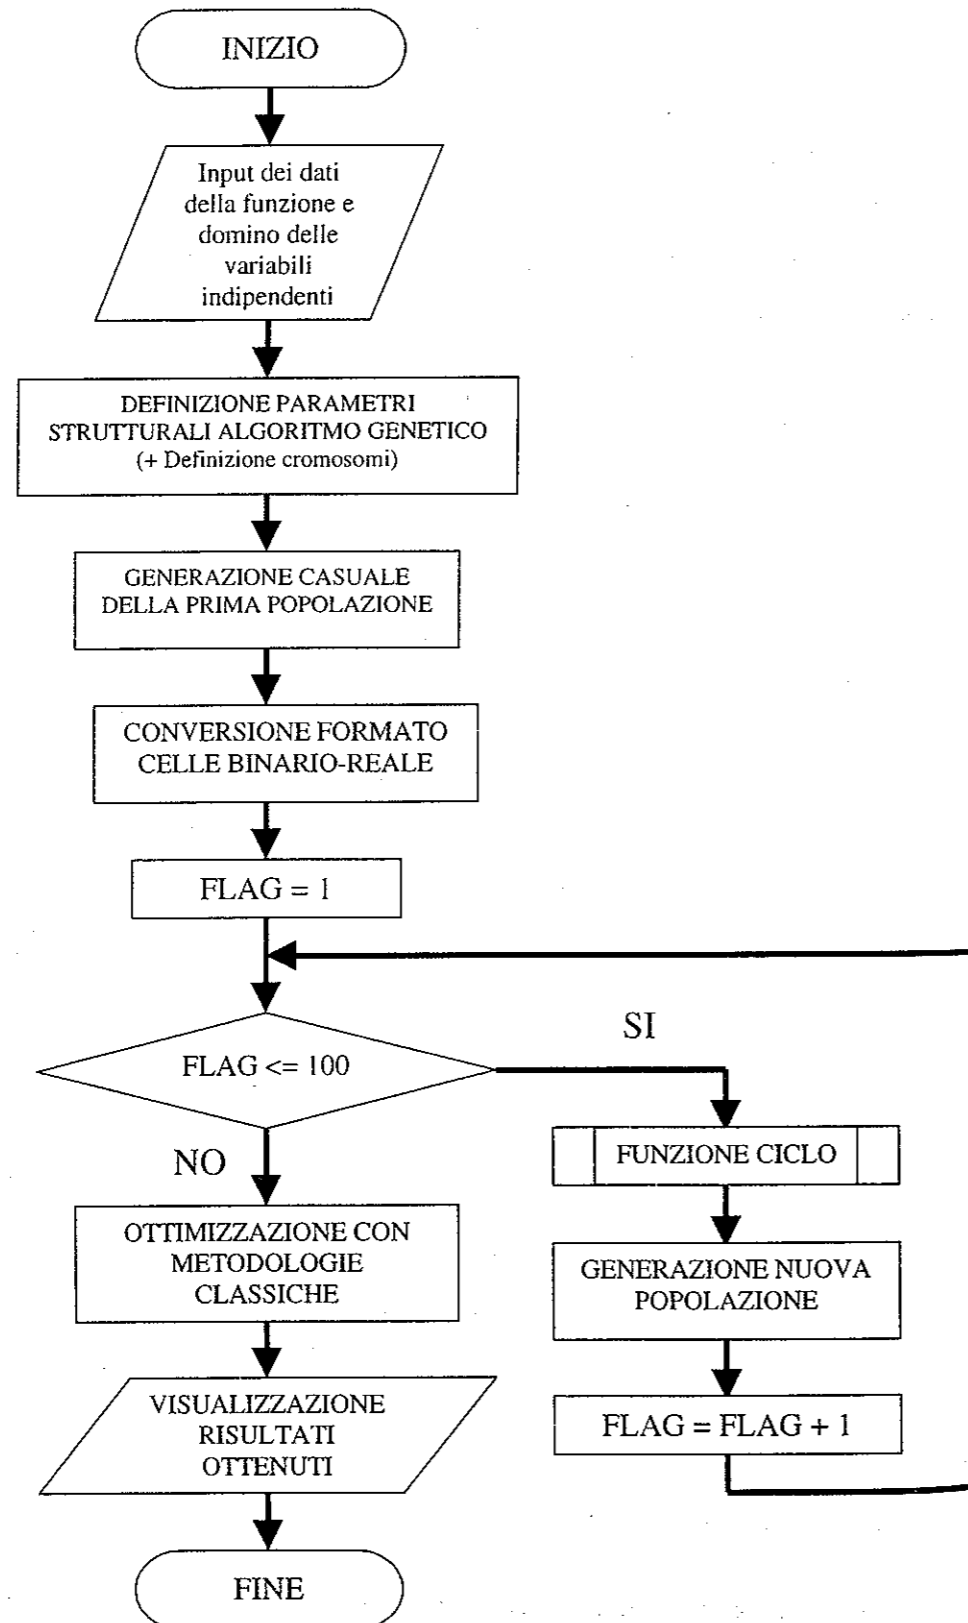 INIZIO
Input dei dati
della funzione e
domino delle
variabili
indipendenti
DEFINIZIONE PARAMETRI
STRUTTURALI ALGORITMO GENETICO
(+ Definizione cromosomi)
GENERAZIONE CASUALE
DELLA PRIMA POPOLAZIONE
CONVERSIONE FORMATO
CELLE BINARIO-REALE
FLAG = 1
FLAG <= 100
SI
NO
FUNZIONE CICLO
GENERAZIONE NUOVA
POPOLAZIONE
FLAG = FLAG + 1
OTTIMIZZAZIONE CON
METODOLOGIE
CLASSICHE
VISUALIZZAZIONE
RISULTATI
OTTENUTI
FINE